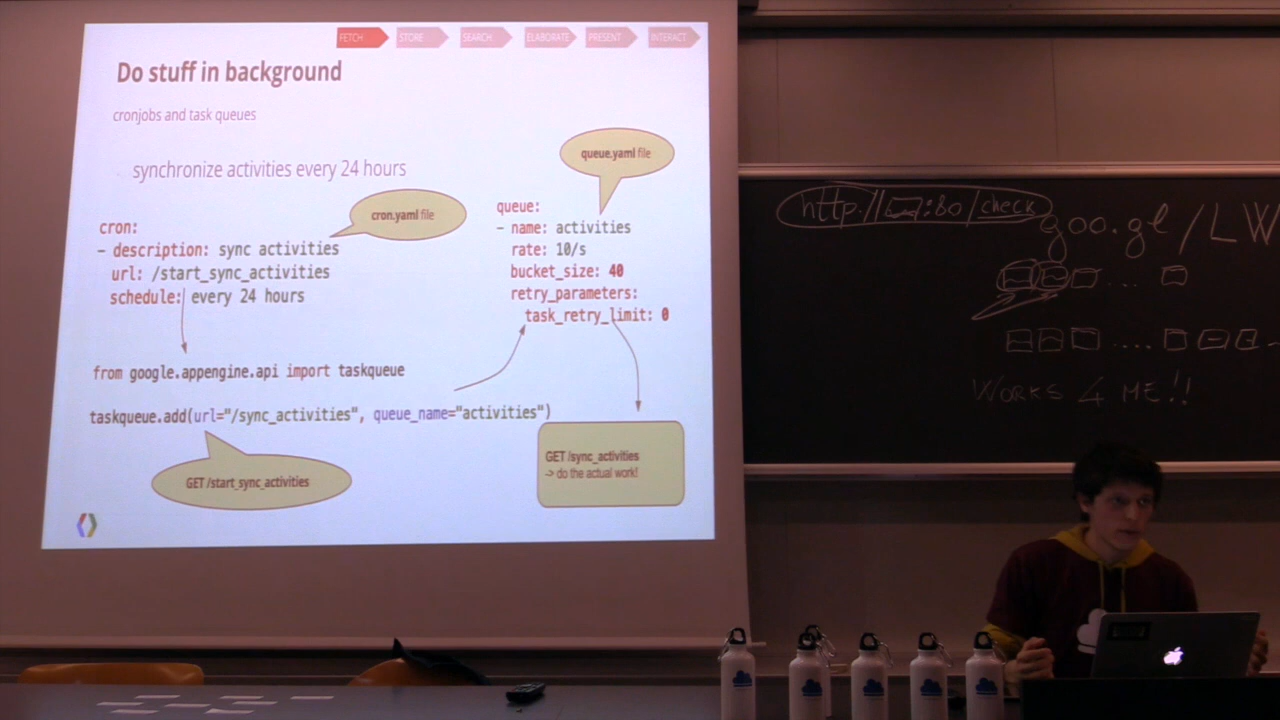 FETCH STORE SEARCH ELABORATE PRESENT INTERACT
Do stuff in background
cronjobs and task queues
synchronize activities every 24 hours
cron.yaml file
cron:
- description: sync activities
url: /start_sync_activities
schedule: every 24 hours
queue.yaml file
queue:
- name: activities
rate: 10/s
bucket_size: 40
retry_parameters:
task_retry_limit: 0
from google.appengine.api import taskqueue
taskqueue.add(url="/sync_activities", queue_name="activities")
GET /start_sync_activities
GET /sync_activities
-> do the actual work!
http://    :80/check
goo.gl/LW
WORKS 4 ME!!